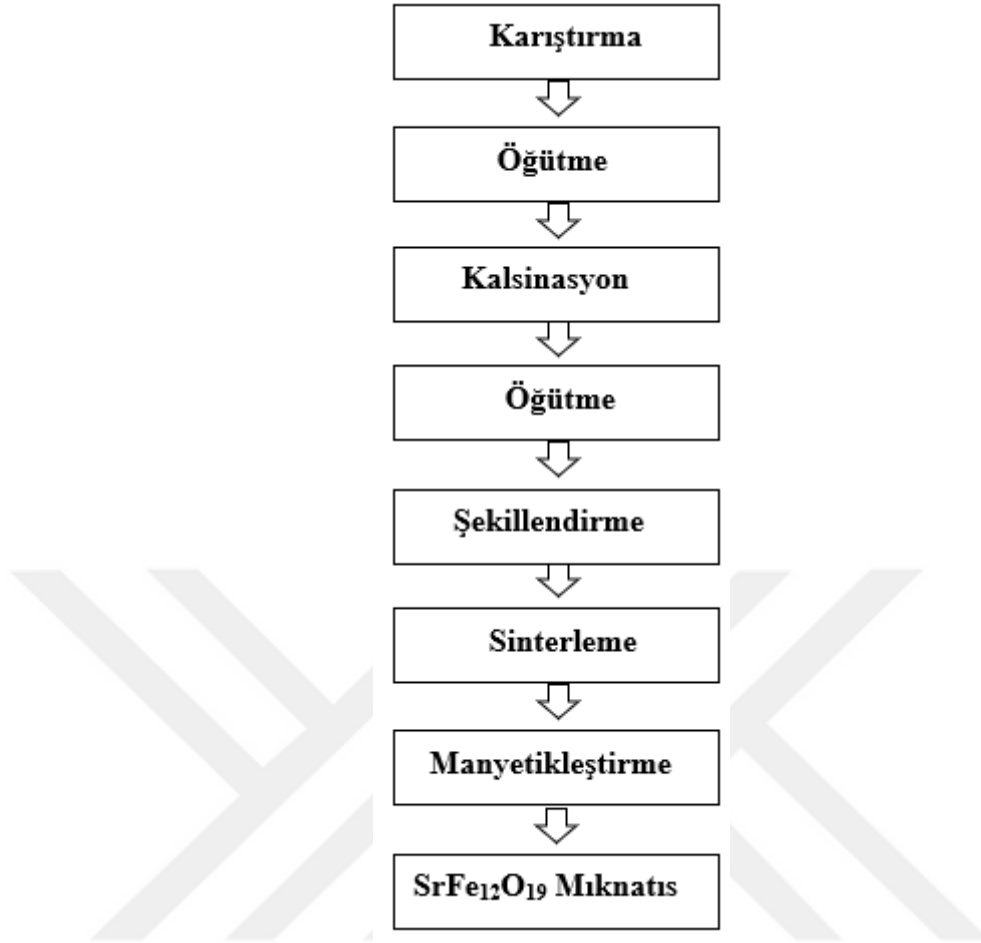 Karıştırma
Öğütme
Kalsinasyon
Öğütme
Şekillendirme
Sinterleme
Manyetikleştirme
SrFe₁₂O₁₉ Mıknatıs